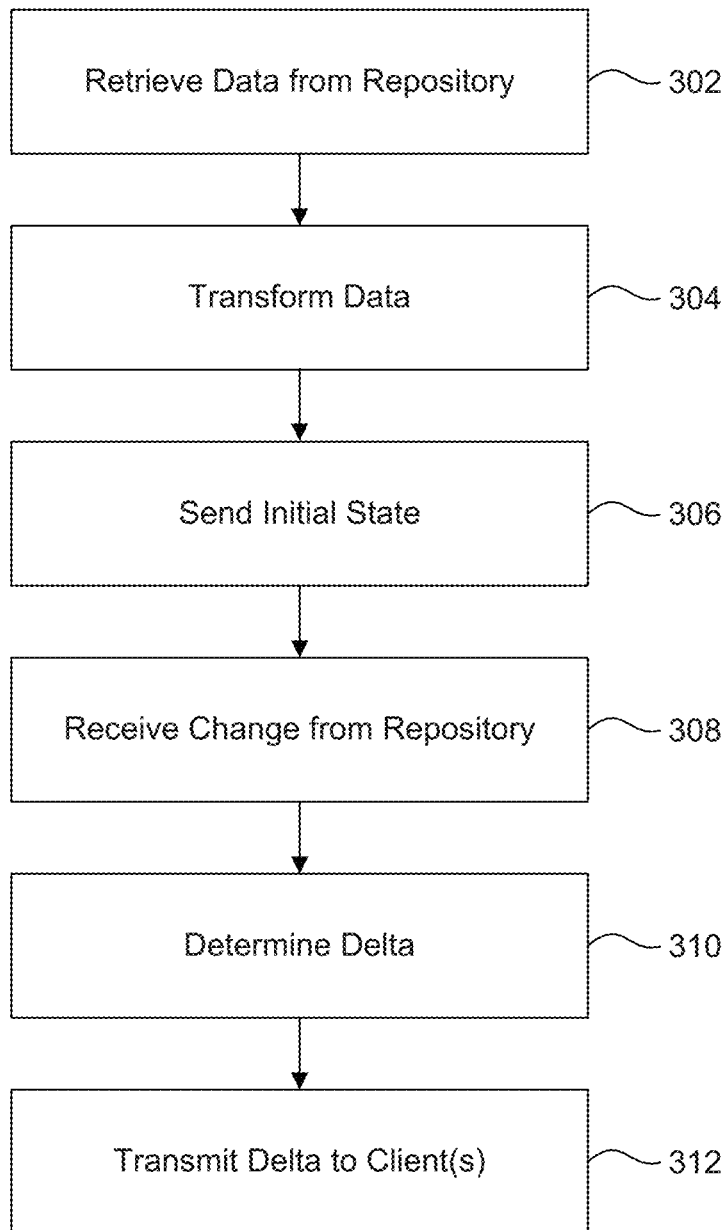 Retrieve Data from Repository 302
Transform Data 304
Send Initial State 306
Receive Change from Repository 308
Determine Delta 310
Transmit Delta to Client(s) 312